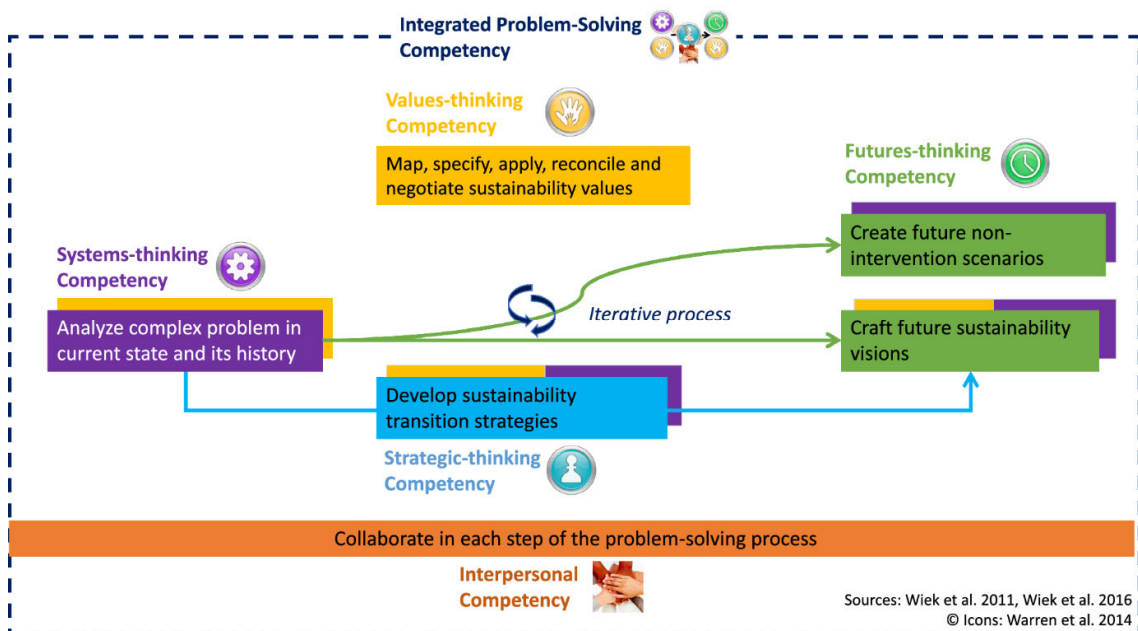 Integrated Problem-Solving
Competency
Values-thinking
Competency
Map, specify, apply, reconcile and
negotiate sustainability values
Futures-thinking
Competency
Create future non-
intervention scenarios
Systems-thinking
Competency
Analyze complex problem in
current state and its history
Iterative process
Craft future sustainability
visions
Develop sustainability
transition strategies
Strategic-thinking
Competency
Collaborate in each step of the problem-solving process
Interpersonal
Competency
Sources: Wiek et al. 2011, Wiek et al. 2016
© Icons: Warren et al. 2014